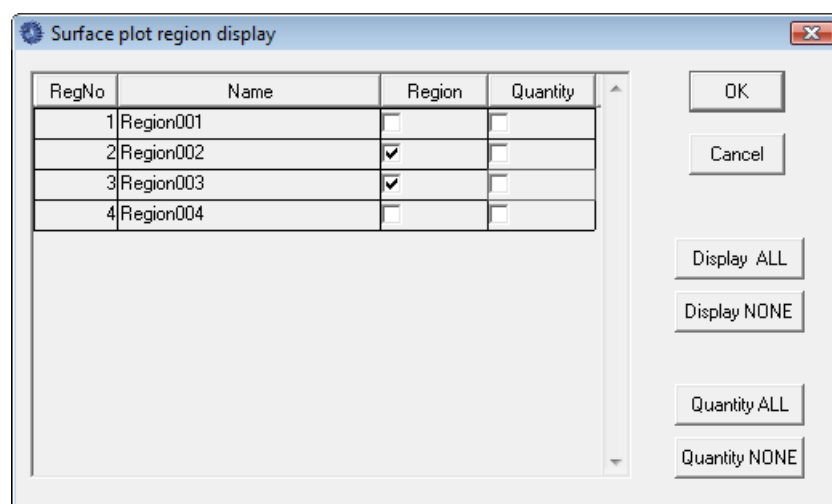 Surface plot region display
RegNo Name Region Quantity
1 Region001
2 Region002
3 Region003
4 Region004
OK
Cancel
Display ALL
Display NONE
Quantity ALL
Quantity NONE